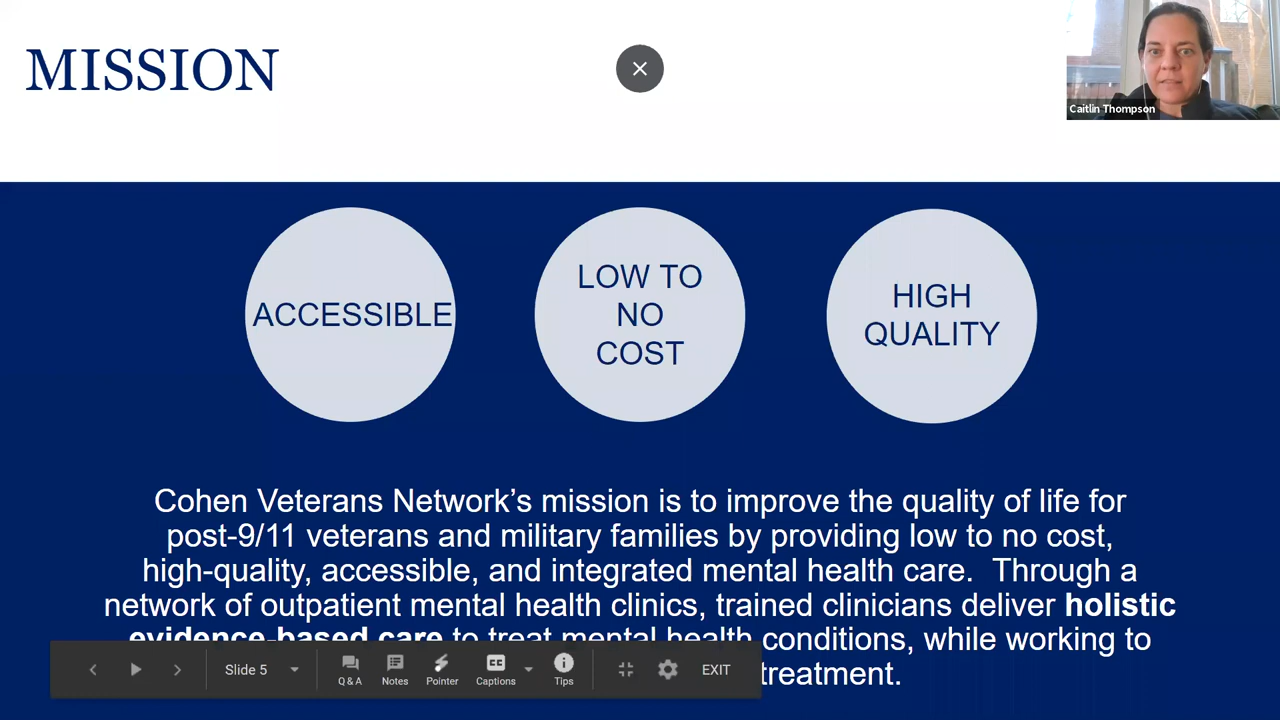 MISSION
Caitlin Thompson
ACCESSIBLE
LOW TO
NO
COST
HIGH
QUALITY
Cohen Veterans Network’s mission is to improve the quality of life for
post-9/11 veterans and military families by providing low to no cost,
high-quality, accessible, and integrated mental health care.  Through a
network of outpatient mental health clinics, trained clinicians deliver holistic
evidence-based care to treat mental health conditions, while working to
treatment.
Slide 5
Q & A
Notes
Pointer
CC
Captions
Tips
EXIT